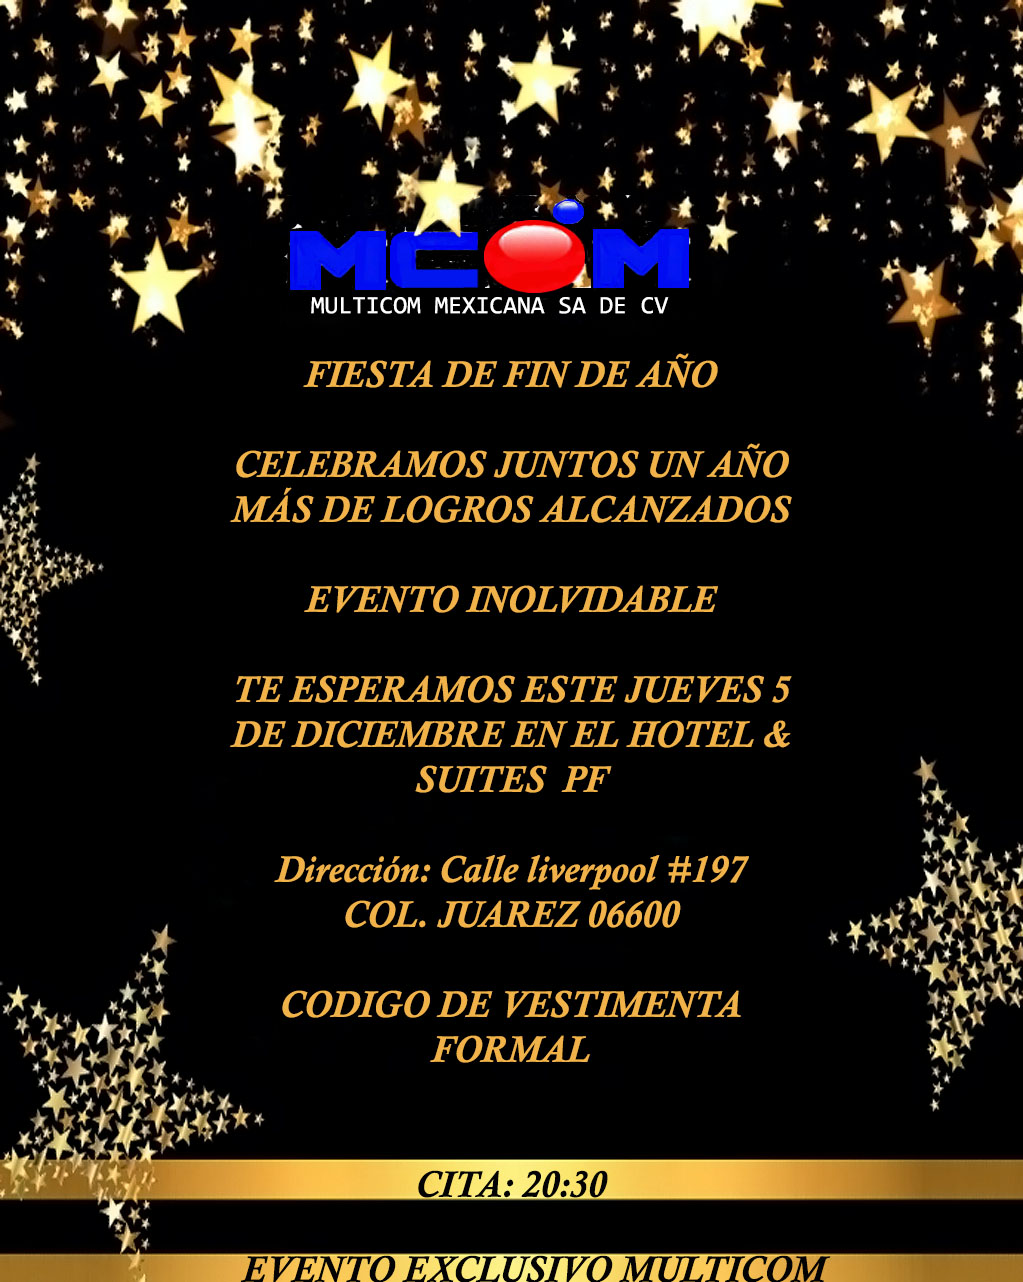 MCOM
MULTICOM MEXICANA SA DE CV
FIESTA DE FIN DE AÑO
CELEBRAMOS JUNTOS UN AÑO
MÁS DE LOGROS ALCANZADOS
EVENTO INOLVIDABLE
TE ESPERAMOS ESTE JUEVES 5
DE DICIEMBRE EN EL HOTEL &
SUITES PF
Dirección: Calle liverpool #197
COL. JUAREZ 06600
CODIGO DE VESTIMENTA
FORMAL
CITA: 20:30
EVENTO EXCLUSIVO MULTICOM